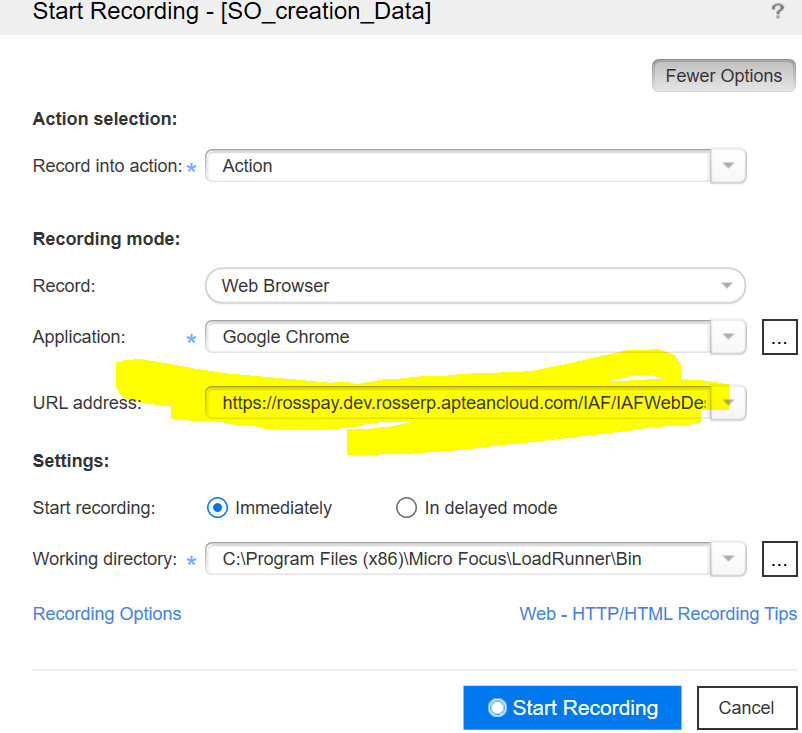 Start Recording - [SO_creation_Data]
?
Fewer Options
Action selection:
Record into action: * Action
Recording mode:
Record: Web Browser
Application: * Google Chrome ...
URL address: https://rosspay.dev.rosserp.apteancloud.com/IAF/IAFWebDes
Settings:
Start recording: Immediately In delayed mode
Working directory: * C:\Program Files (x86)\Micro Focus\LoadRunner\Bin ...
Recording Options Web - HTTP/HTML Recording Tips
Start Recording Cancel